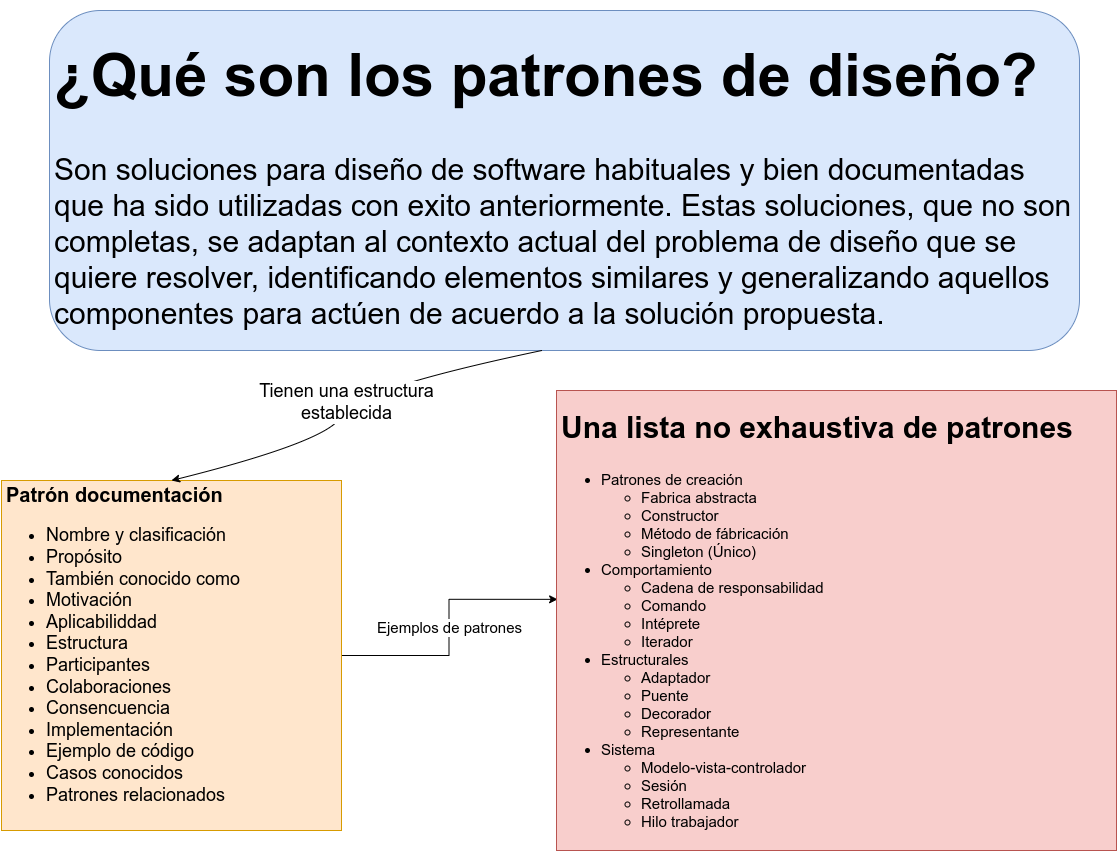 ¿Qué son los patrones de diseño?
Son soluciones para diseño de software habituales y bien documentadas
que ha sido utilizadas con exito anteriormente. Estas soluciones, que no son
completas, se adaptan al contexto actual del problema de diseño que se
quiere resolver, identificando elementos similares y generalizando aquellos
componentes para actúen de acuerdo a la solución propuesta.
Tienen una estructura
establecida
Patrón documentación
Nombre y clasificación
Propósito
También conocido como
Motivación
Aplicabiliddad
Estructura
Participantes
Colaboraciones
Consencuencia
Implementación
Ejemplo de código
Casos conocidos
Patrones relacionados
Ejemplos de patrones
Una lista no exhaustiva de patrones
Patrones de creación
Fabrica abstracta
Constructor
Método de fábricación
Singleton (Único)
Comportamiento
Cadena de responsabilidad
Comando
Intéprete
Iterador
Estructurales
Adaptador
Puente
Decorador
Representante
Sistema
Modelo-vista-controlador
Sesión
Retrollamada
Hilo trabajador